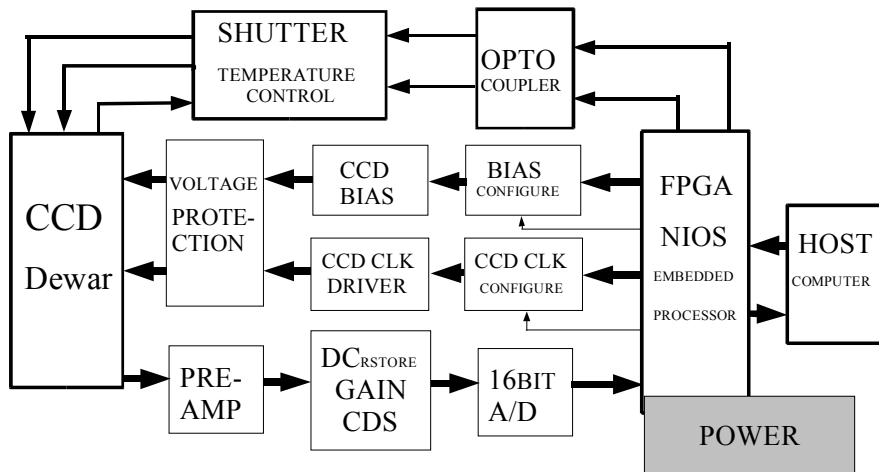 SHUTTER
TEMPERATURE
CONTROL
OPTO
COUPLER
CCD
Dewar
VOLTAGE
PROTE-
CTION
CCD
BIAS
BIAS
CONFIGURE
CCD CLK
DRIVER
CCD CLK
CONFIGURE
FPGA
NIOS
EMBEDDED
PROCESSOR
HOST
COMPUTER
PRE-
AMP
DCRSTORE
GAIN
CDS
16BIT
A/D
POWER